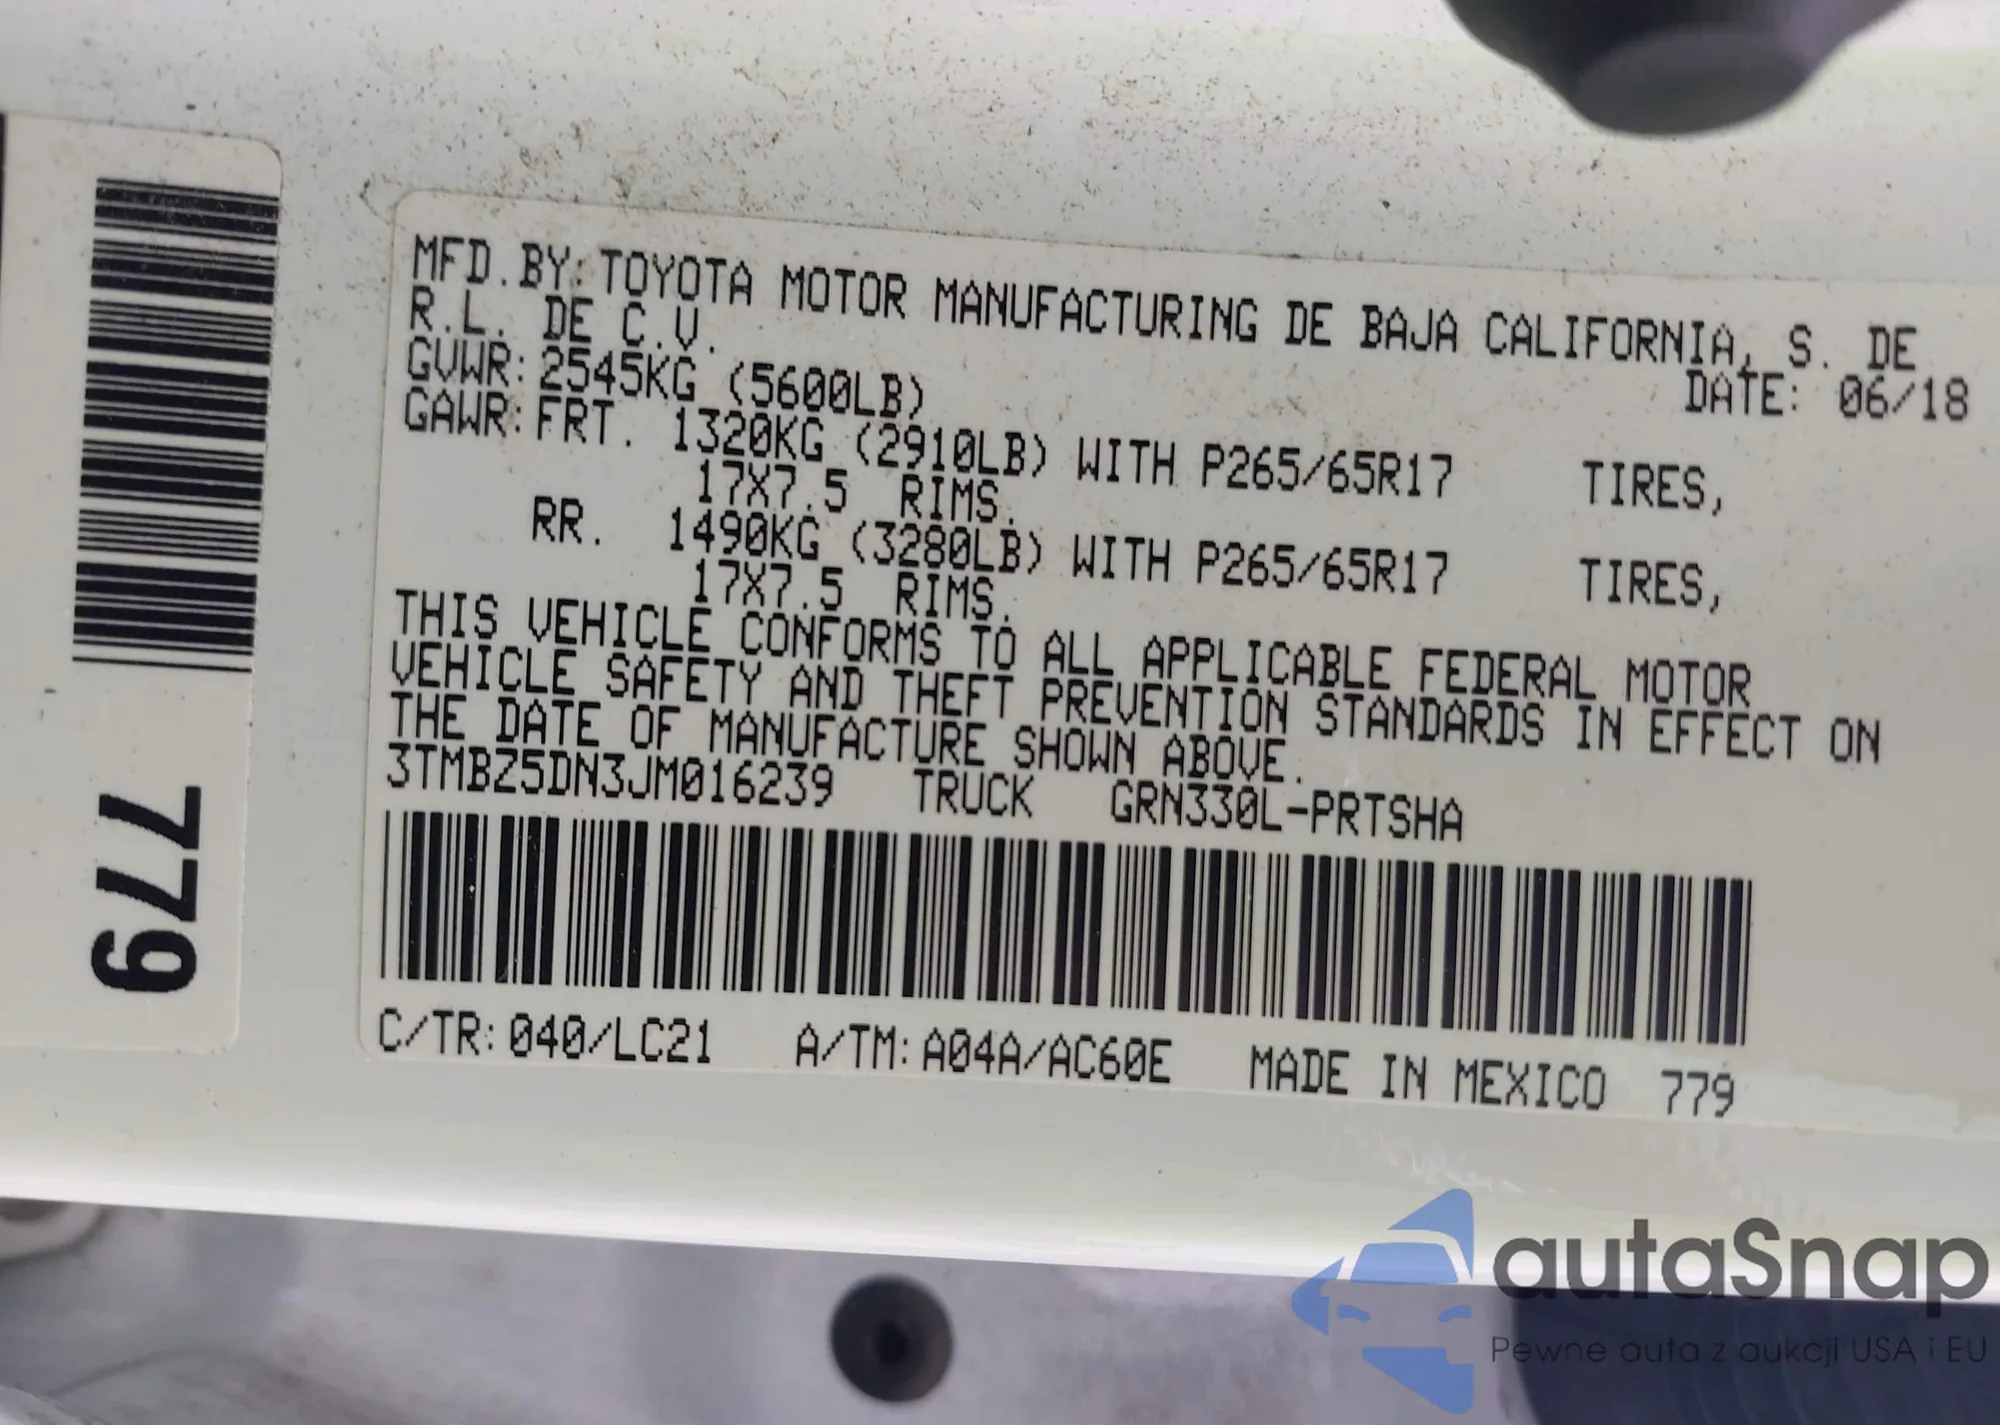 MFD.BY:TOYOTA MOTOR MANUFACTURING DE BAJA CALIFORNIA, S. DE
R.L. DE C.V.
DATE: 06/18
GVWR:2545KG (5600LB)
GAWR:FRT. 1320KG (2910LB) WITH P265/65R17 TIRES,
17X7.5 RIMS.
RR. 1490KG (3280LB) WITH P265/65R17 TIRES,
17X7.5 RIMS.
THIS VEHICLE CONFORMS TO ALL APPLICABLE FEDERAL MOTOR
VEHICLE SAFETY AND THEFT PREVENTION STANDARDS IN EFFECT ON
THE DATE OF MANUFACTURE SHOWN ABOVE.
3TMBZ5DN3JM016239 TRUCK GRN330L-PRTSHA
C/TR:040/LC21 A/TM:A04A/AC60E MADE IN MEXICO 779
779
autaSnap
Pewne auta z aukcji USA i EU